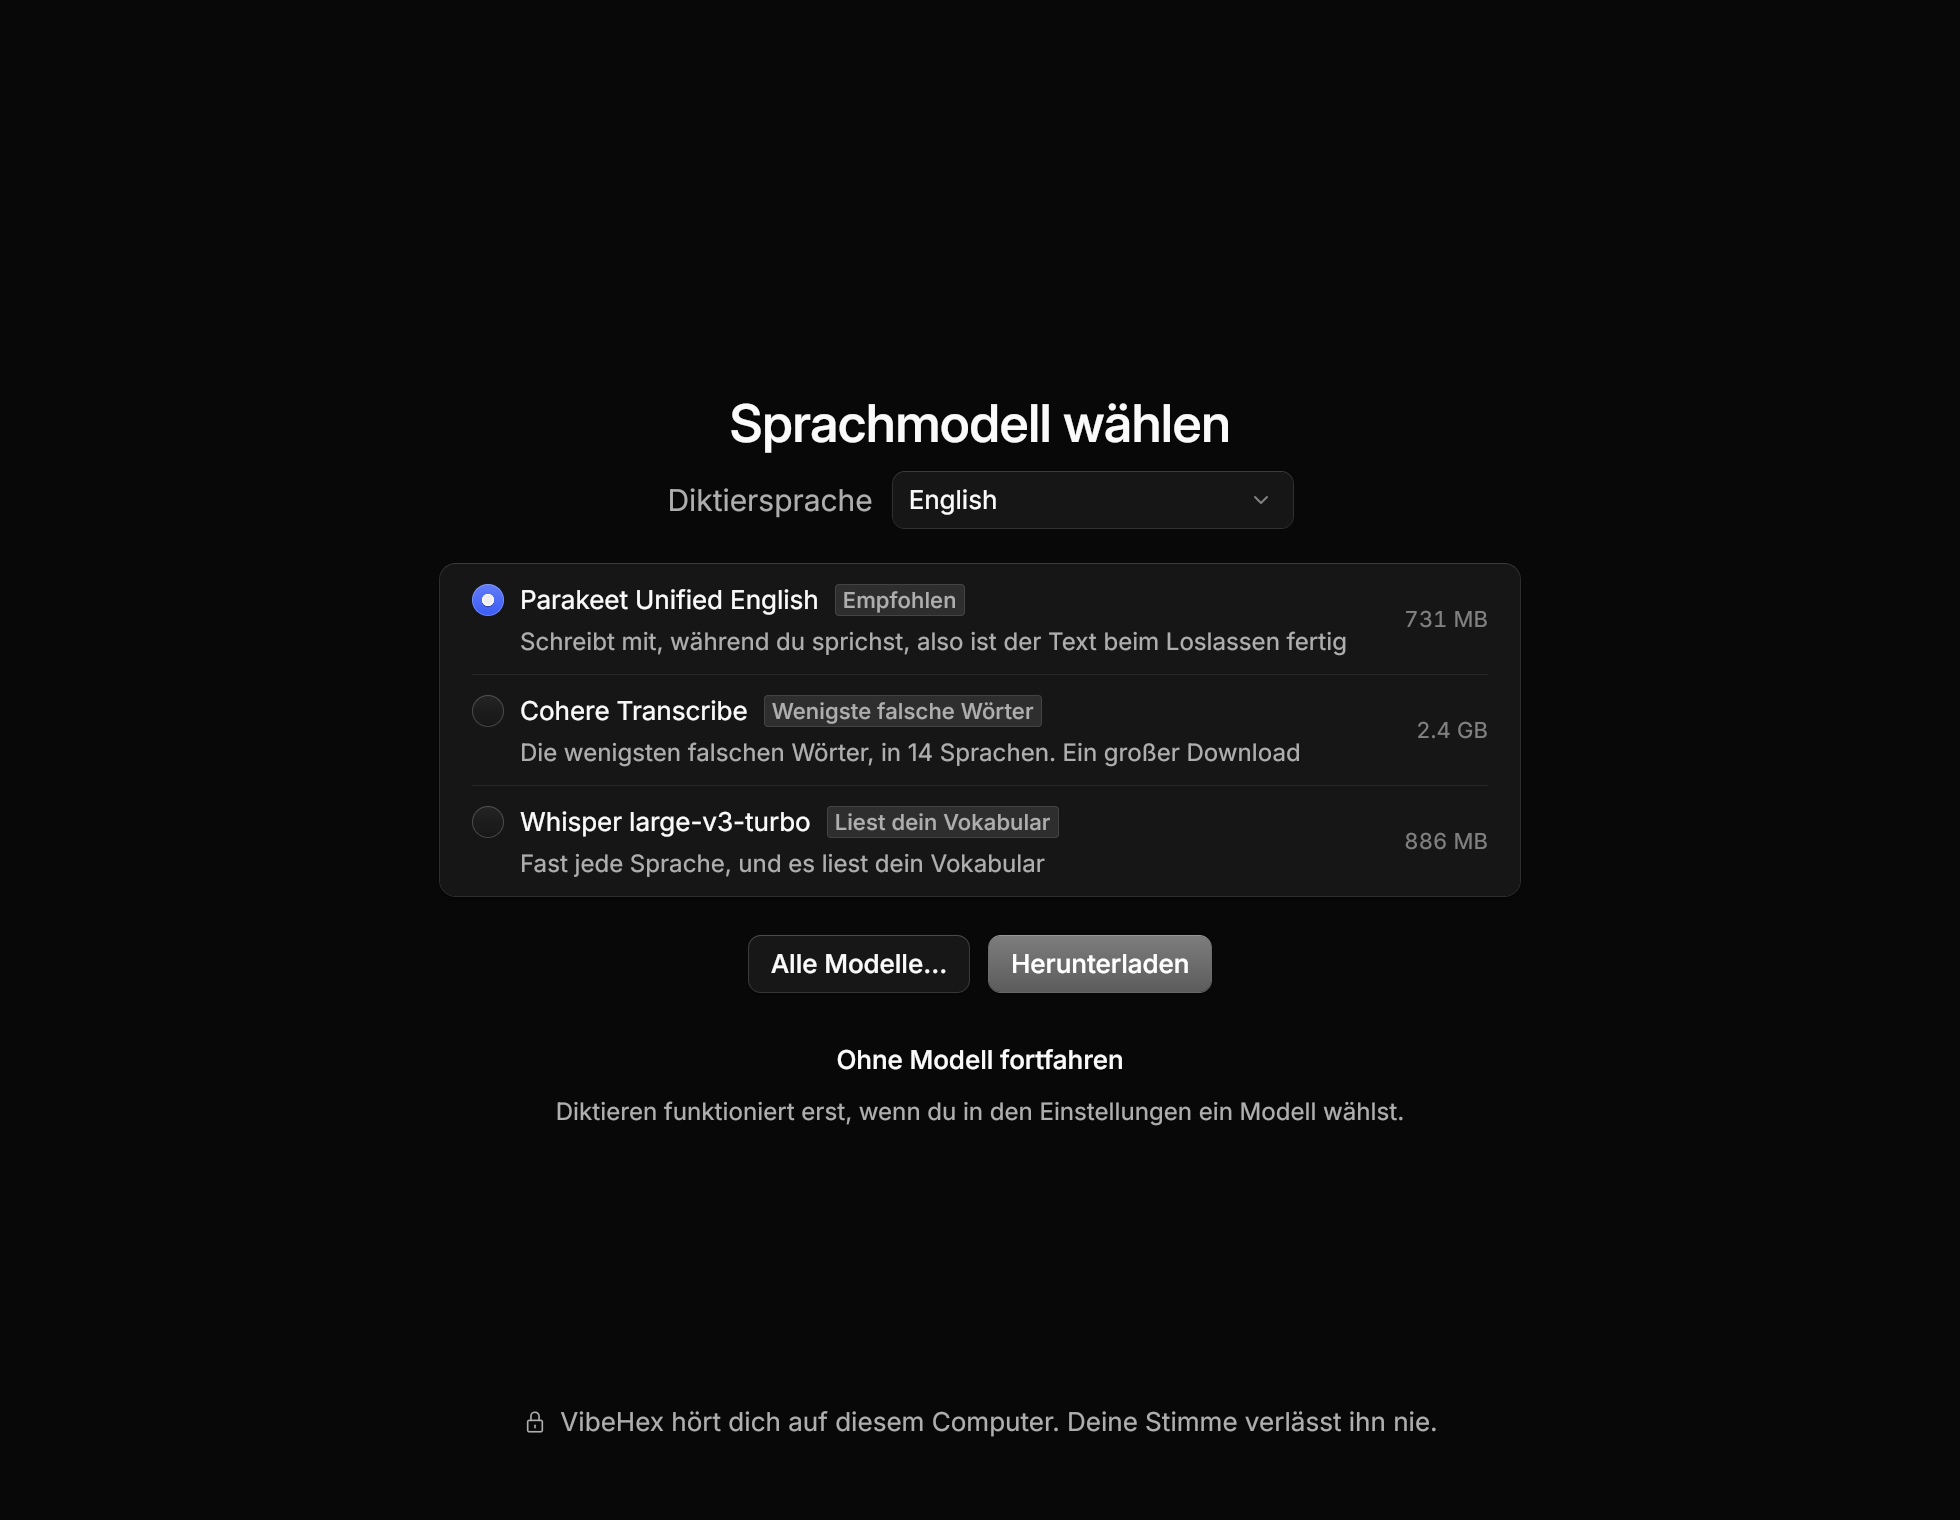 Sprachmodell wählen
Diktiersprache English
Parakeet Unified English Empfohlen
731 MB
Schreibt mit, während du sprichst, also ist der Text beim Loslassen fertig
Cohere Transcribe Wenigste falsche Wörter
2.4 GB
Die wenigsten falschen Wörter, in 14 Sprachen. Ein großer Download
Whisper large-v3-turbo Liest dein Vokabular
886 MB
Fast jede Sprache, und es liest dein Vokabular
Alle Modelle... Herunterladen
Ohne Modell fortfahren
Diktieren funktioniert erst, wenn du in den Einstellungen ein Modell wählst.
VibeHex hört dich auf diesem Computer. Deine Stimme verlässt ihn nie.